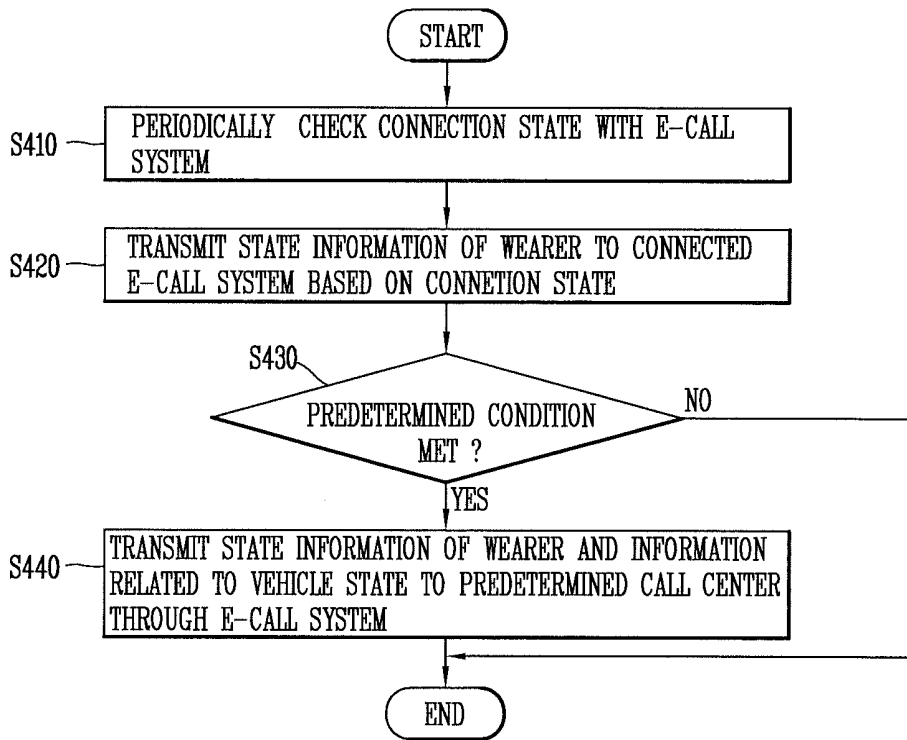 START
S410
PERIODICALLY CHECK CONNECTION STATE WITH E-CALL
SYSTEM
S420
TRANSMIT STATE INFORMATION OF WEARER TO CONNECTED
E-CALL SYSTEM BASED ON CONNETION STATE
S430
PREDETERMINED CONDITION
MET ?
NO
YES
S440
TRANSMIT STATE INFORMATION OF WEARER AND INFORMATION
RELATED TO VEHICLE STATE TO PREDETERMINED CALL CENTER
THROUGH E-CALL SYSTEM
END